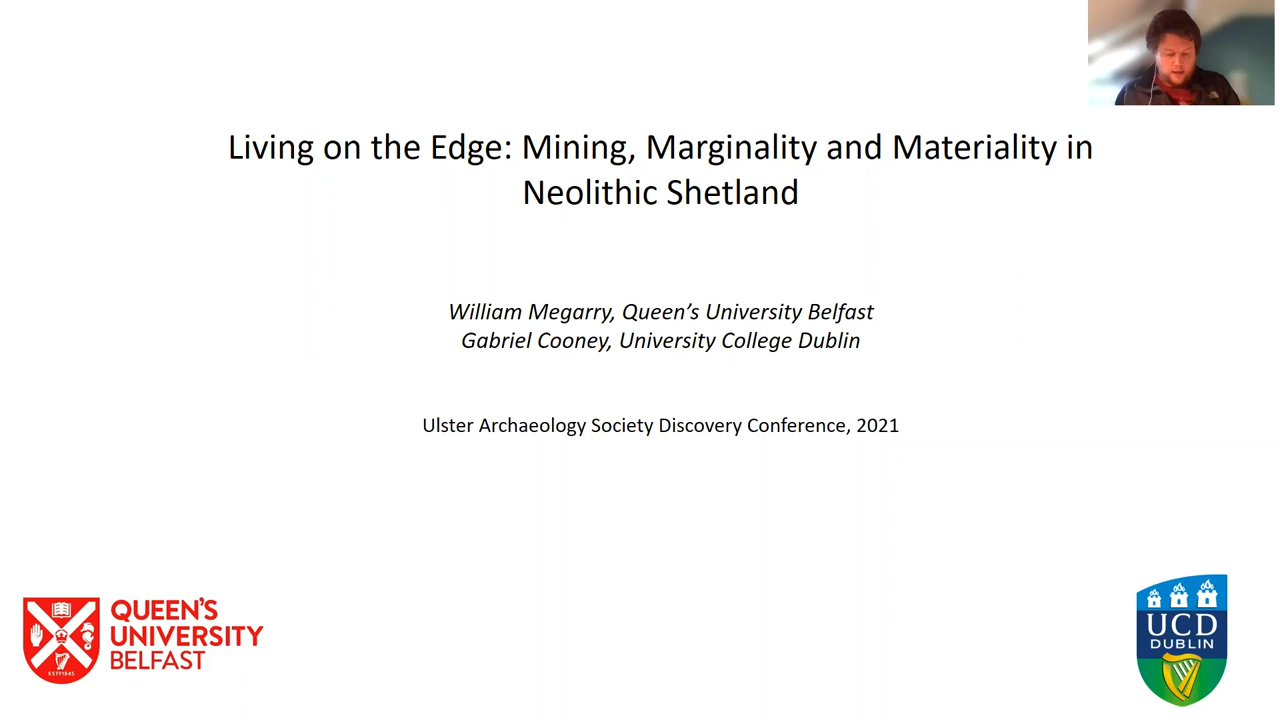 Living on the Edge: Mining, Marginality and Materiality in
Neolithic Shetland
William Megarry, Queen’s University Belfast
Gabriel Cooney, University College Dublin
Ulster Archaeology Society Discovery Conference, 2021
QUEEN’S
UNIVERSITY
BELFAST
ESTD1845
UCD
DUBLIN